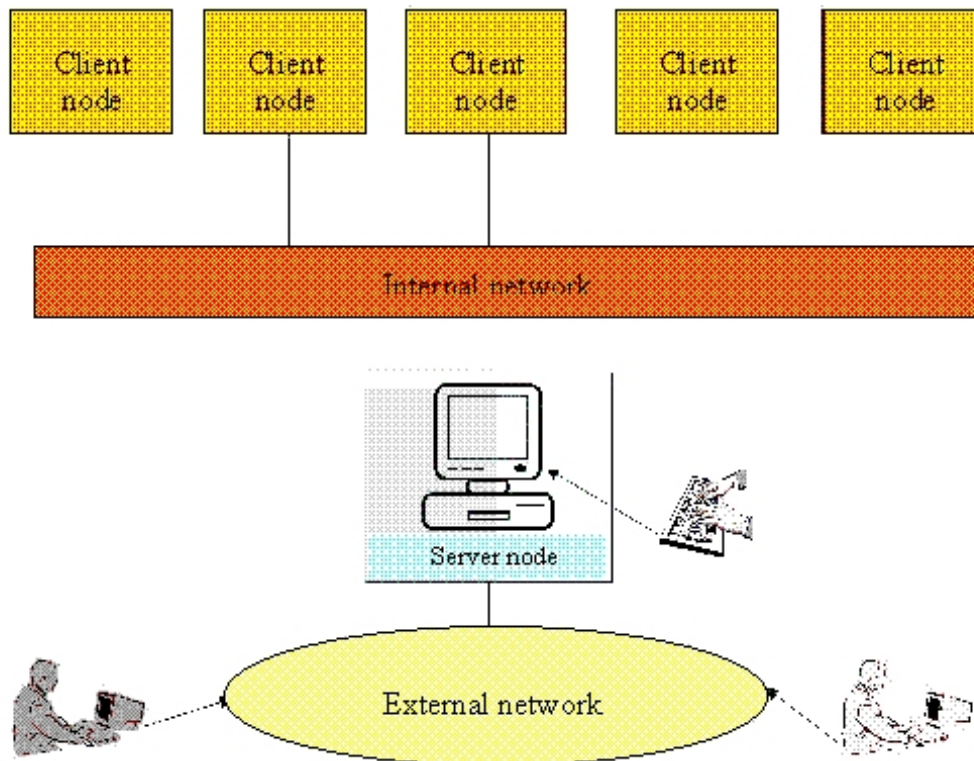 Client
node
Client
node
Client
node
Client
node
Client
node
Internal network
Server node
External network